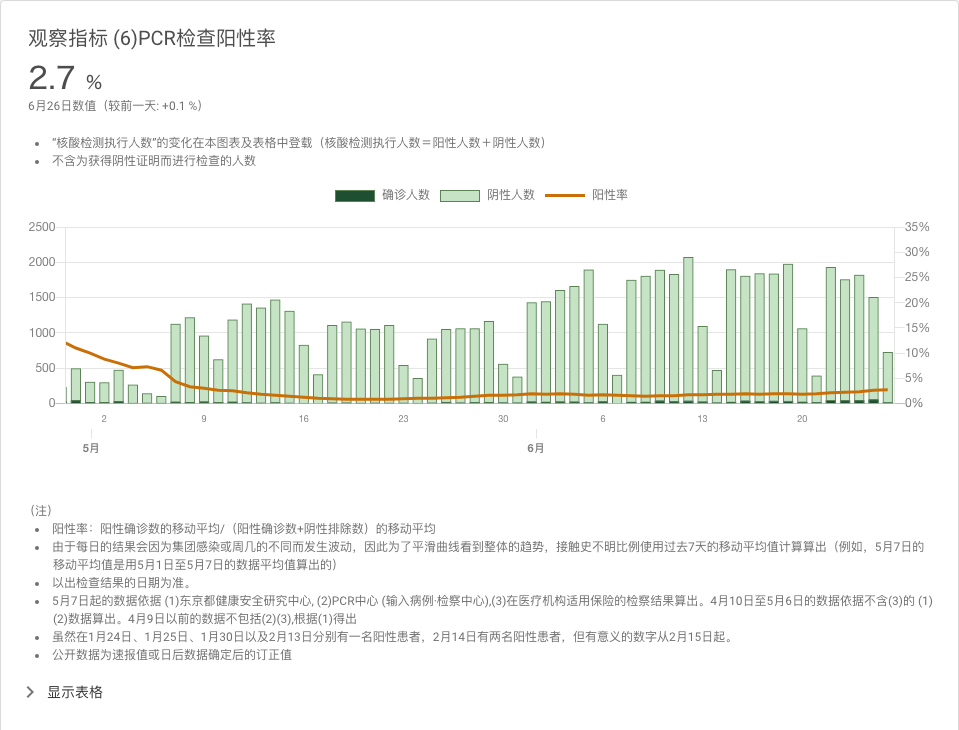 观察指标 (6)PCR检查阳性率
2.7 %
6月26日数值（较前一天: +0.1 %）
• “核酸检测执行人数”的变化在本图表及表格中登载（核酸检测执行人数＝阳性人数＋阴性人数）
• 不含为获得阴性证明而进行检查的人数
确诊人数 阴性人数 阳性率
2500 35%
30%
2000
25%
1500 20%
1000 15%
10%
500
5%
0 0%
2 9 16 23 30 6 13 20
5月 6月
（注）
• 阳性率：阳性确诊数的移动平均/（阳性确诊数+阴性排除数）的移动平均
• 由于每日的结果会因为集团感染或周几的不同而发生波动，因此为了平滑曲线看到整体的趋势，接触史不明比例使用过去7天的移动平均值计算算出（例如，5月7日的
移动平均值是用5月1日至5月7日的数据平均值算出的）
• 以出检查结果的日期为准。
• 5月7日起的数据依据 (1)东京都健康安全研究中心, (2)PCR中心 (输入病例·检察中心),(3)在医疗机构适用保险的检察结果算出。4月10日至5月6日的数据依据不含(3)的 (1)
(2)数据算出。4月9日以前的数据不包括(2)(3),根据(1)得出
• 虽然在1月24日、1月25日、1月30日以及2月13日分别有一名阳性患者，2月14日有两名阳性患者，但有意义的数字从2月15日起。
• 公开数据为速报值或日后数据确定后的订正值
显示表格